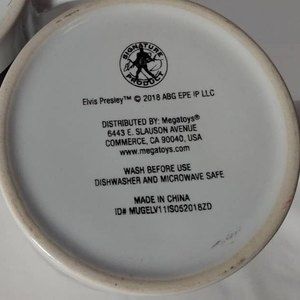 SIGNATURE
PRODUCT
Elvis Presley™ © 2018 ABG EPE IP LLC
DISTRIBUTED BY: Megatoys®
6443 E. SLAUSON AVENUE
COMMERCE, CA 90040, USA
www.megatoys.com
WASH BEFORE USE
DISHWASHER AND MICROWAVE SAFE
MADE IN CHINA
ID# MUGELV11IS052018ZD